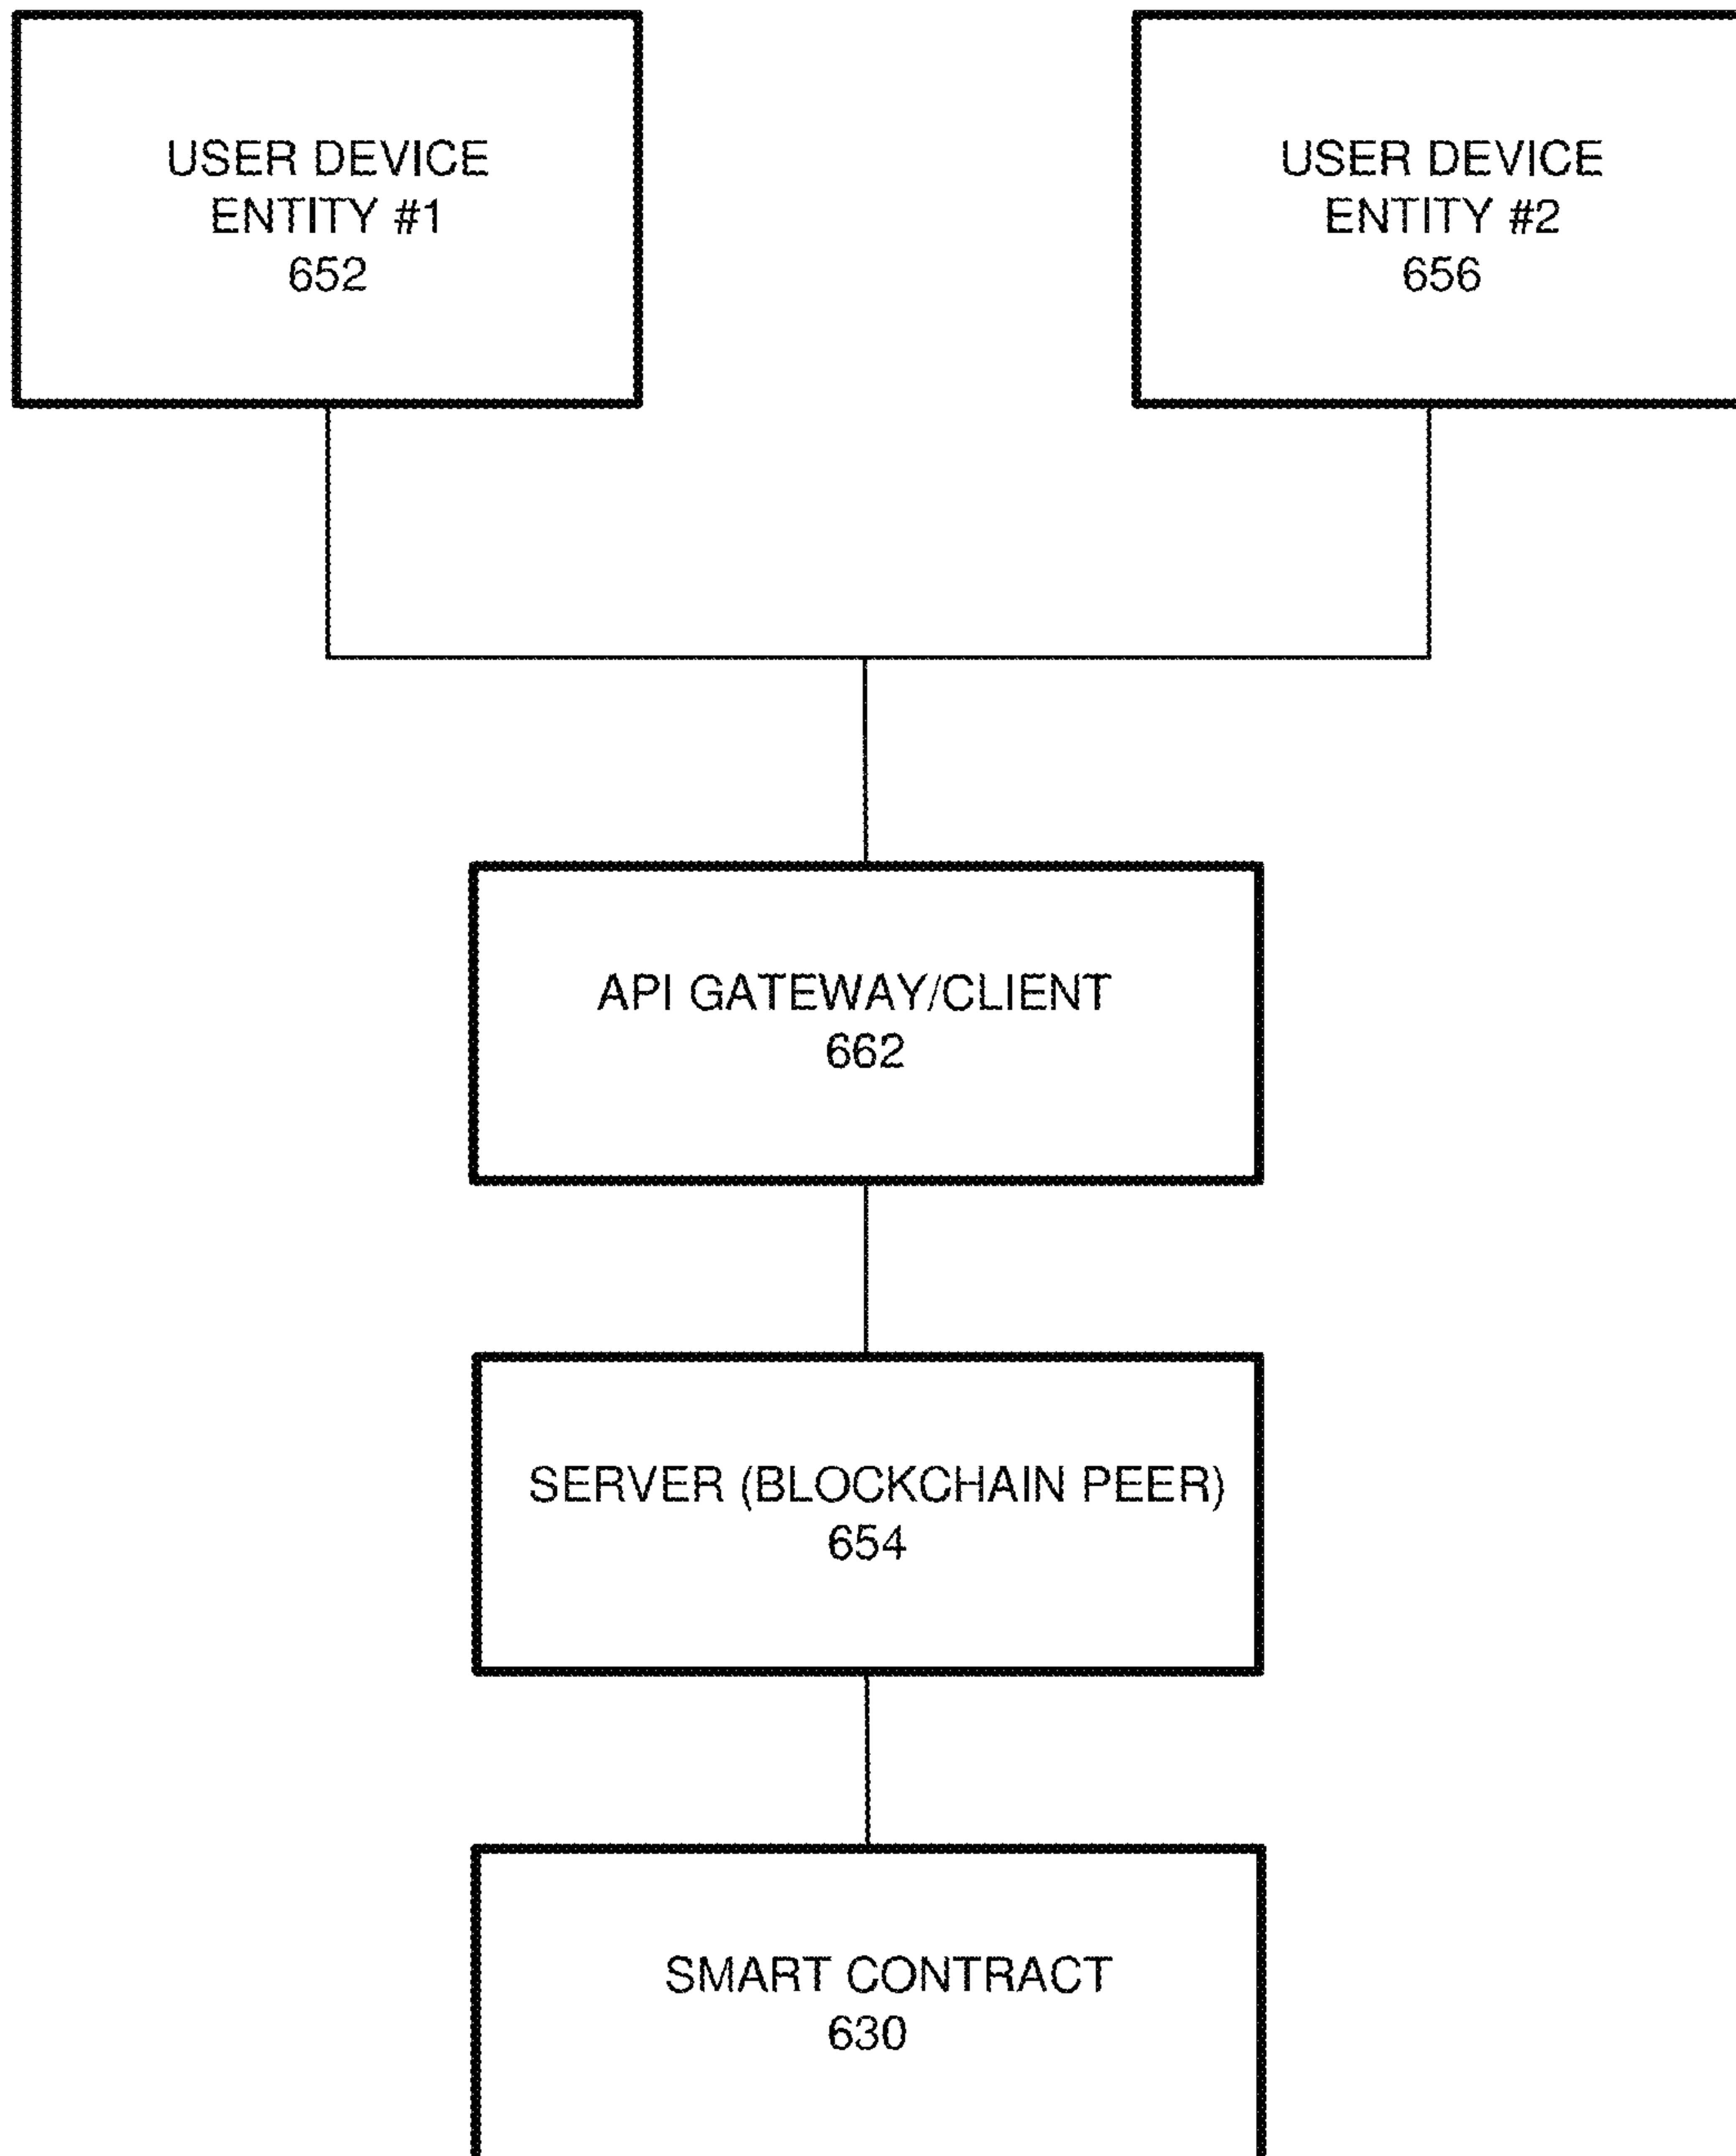 USER DEVICE
ENTITY #1
652
USER DEVICE
ENTITY #2
656
API GATEWAY/CLIENT
662
SERVER (BLOCKCHAIN PEER)
654
SMART CONTRACT
630